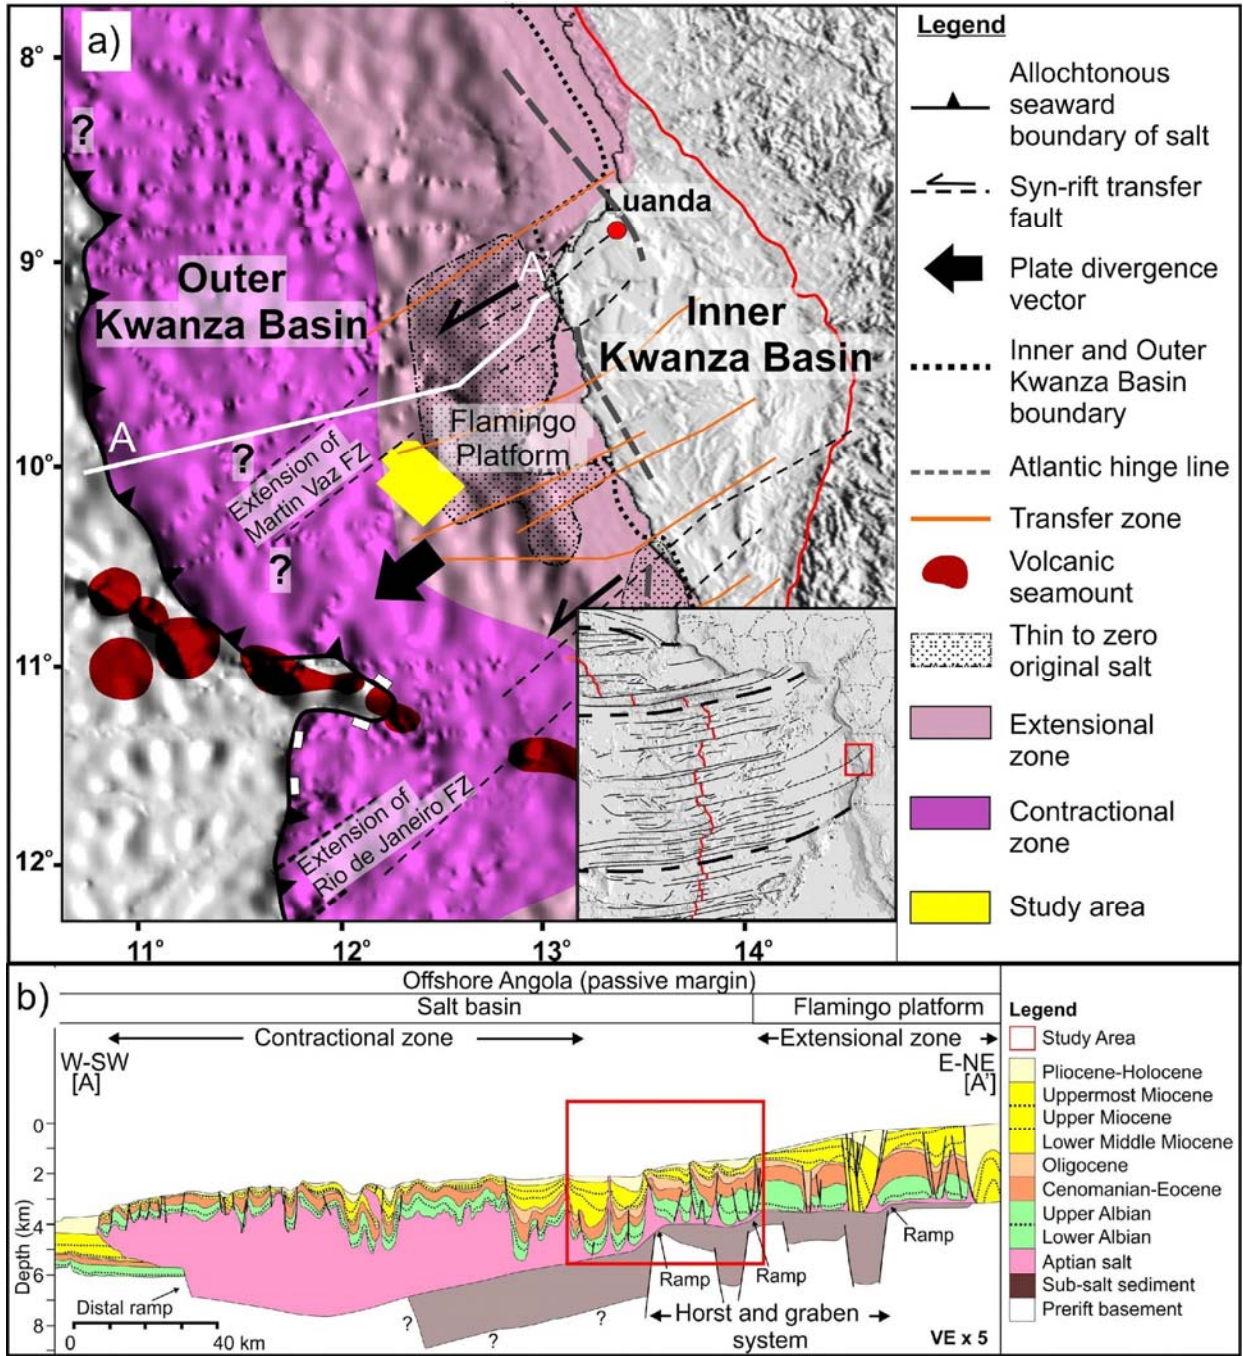 a)
8°
9°
10°
11°
12°
11°
12°
13°
14°
?
Outer
Kwanza Basin
Luanda
A'
Inner
Kwanza Basin
Flamingo
Platform
A
?
Extension of
Martin Vaz FZ
?
Extension of
Rio de Janeiro FZ
Legend
Allochtonous
seaward
boundary of salt
Syn-rift transfer
fault
Plate divergence
vector
Inner and Outer
Kwanza Basin
boundary
Atlantic hinge line
Transfer zone
Volcanic
seamount
Thin to zero
original salt
Extensional
zone
Contractional
zone
Study area
b)
Offshore Angola (passive margin)
Salt basin
Flamingo platform
Contractional zone
Extensional zone
W-SW
[A]
E-NE
[A']
Depth (km)
0
2
4
6
8
Distal ramp
0
40 km
?
?
?
Ramp
Ramp
Ramp
Horst and graben
system
VE x 5
Legend
Study Area
Pliocene-Holocene
Uppermost Miocene
Upper Miocene
Lower Middle Miocene
Oligocene
Cenomanian-Eocene
Upper Albian
Lower Albian
Aptian salt
Sub-salt sediment
Prerift basement